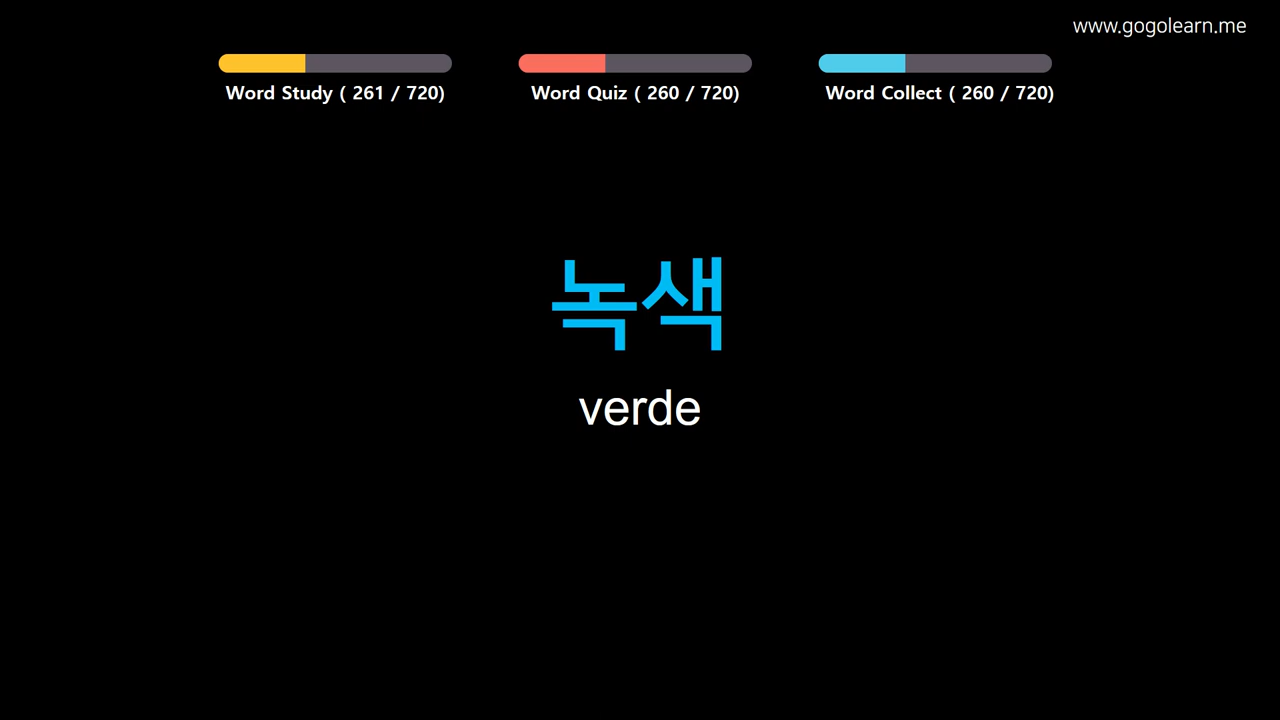 www.gogolearn.me
Word Study ( 261 / 720)
Word Quiz ( 260 / 720)
Word Collect ( 260 / 720)
녹색
verde